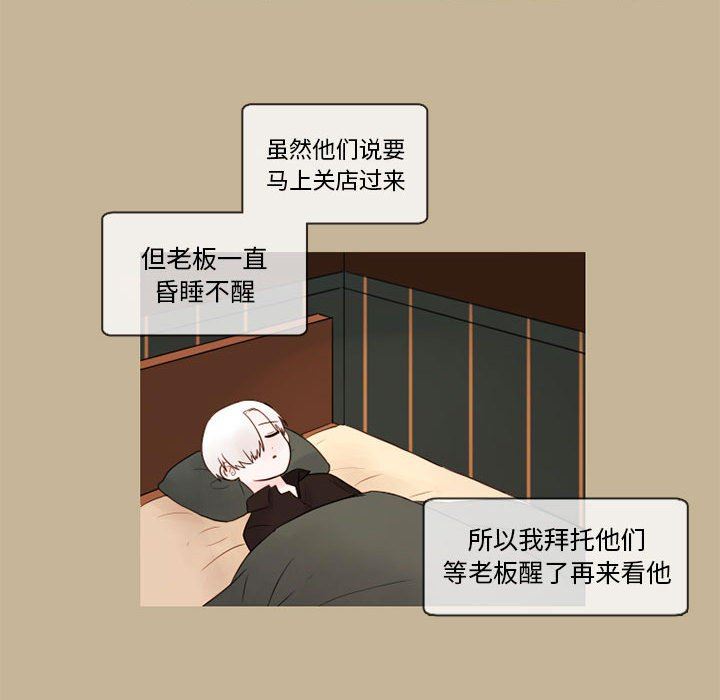 虽然他们说要
马上关店过来
但老板一直
昏睡不醒
所以我拜托他们
等老板醒了再来看他